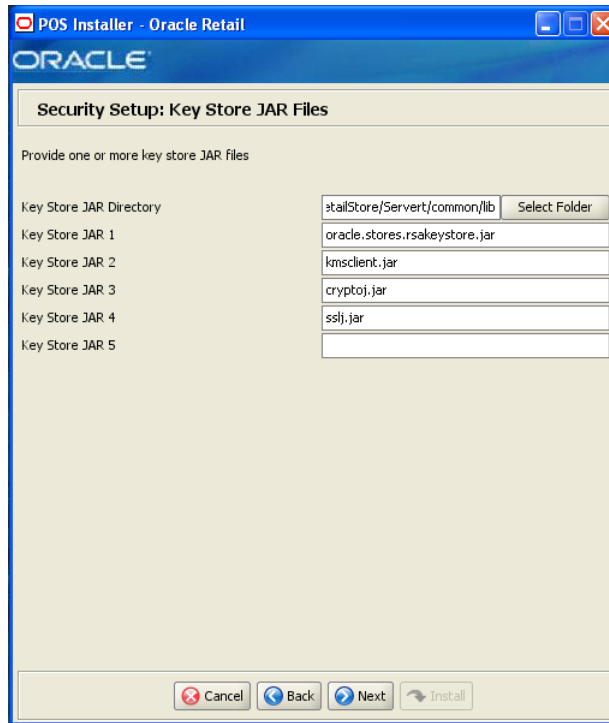 POS Installer - Oracle Retail
ORACLE
Security Setup: Key Store JAR Files
Provide one or more key store JAR files
Key Store JAR Directory etailStore/Servert/common/lib Select Folder
Key Store JAR 1 oracle.stores.rsakeystore.jar
Key Store JAR 2 kmsclient.jar
Key Store JAR 3 cryptoj.jar
Key Store JAR 4 sslj.jar
Key Store JAR 5
Cancel Back Next Install